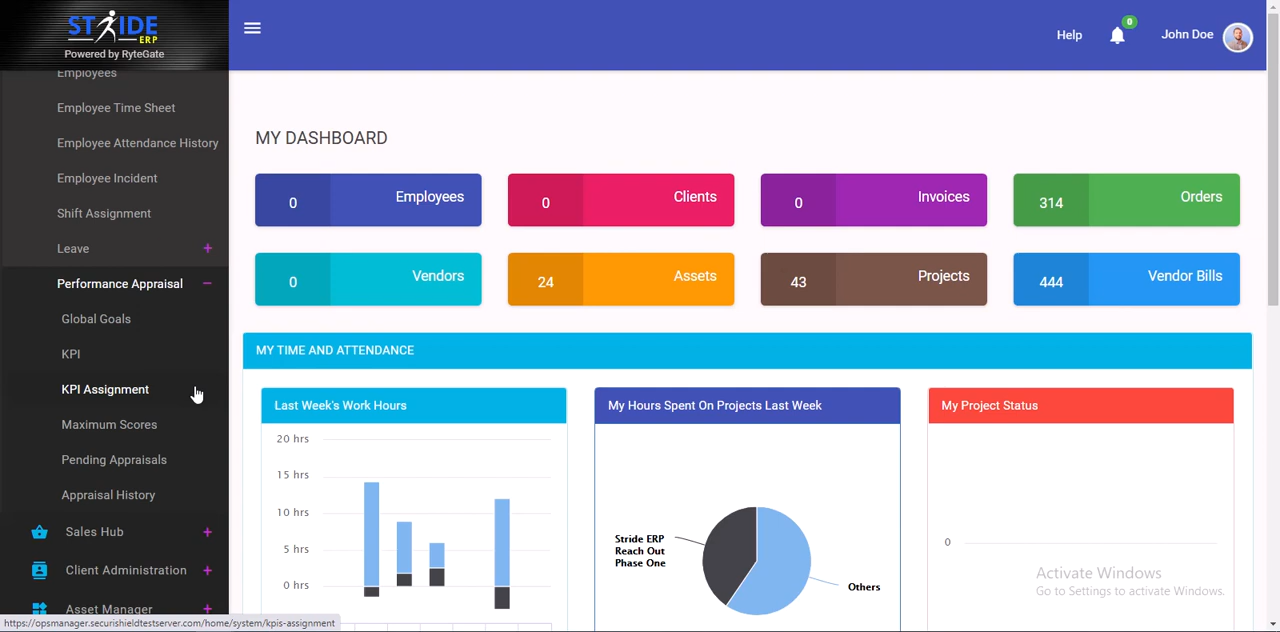 STRIDE
ERP
Powered by RyteGate
Help
0
John Doe
Employees
Employee Time Sheet
Employee Attendance History
Employee Incident
Shift Assignment
Leave +
Performance Appraisal −
Global Goals
KPI
KPI Assignment
Maximum Scores
Pending Appraisals
Appraisal History
Sales Hub +
Client Administration +
Asset Manager +
MY DASHBOARD
0 Employees
0 Clients
0 Invoices
314 Orders
0 Vendors
24 Assets
43 Projects
444 Vendor Bills
MY TIME AND ATTENDANCE
Last Week's Work Hours
20 hrs
15 hrs
10 hrs
5 hrs
0 hrs
My Hours Spent On Projects Last Week
Stride ERP
Reach Out
Phase One
Others
My Project Status
0
Activate Windows
Go to Settings to activate Windows.
https://opsmanager.securishieldtestserver.com/home/system/kpis-assignment